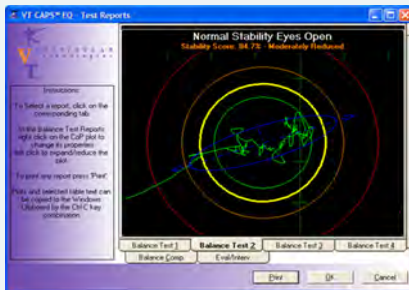 VT CAPS™ EQ - Test Reports
Normal Stability Eyes Open
Stability Score: 84.7% - Moderately Reduced
K
V
T
Technologies
Instructions
To Select a report, click on the
corresponding tab.
In the Balance Test Reports
right click on the CoP plot to
change its properties
click to expand/reduce the
plot.
To print any report press 'Print'.
Plots and selected table text can
be copied to the Windows
Clipboard by the Ctrl C key
combination.
Balance Test 1
Balance Test 2
Balance Test 3
Balance Test 4
Balance Comp.
Eval/Interv
Print
OK
Cancel